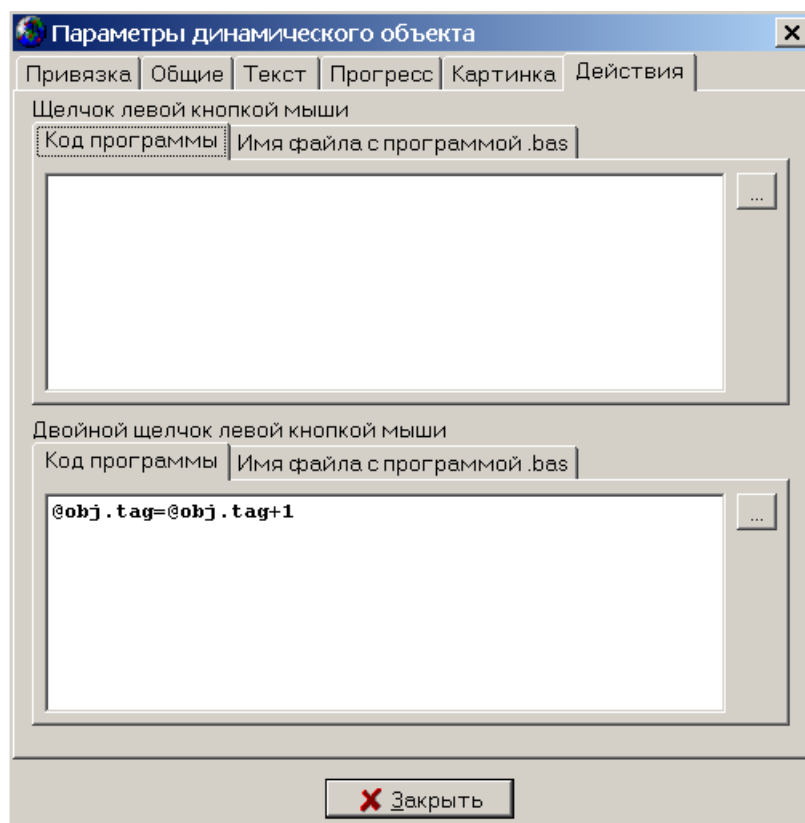 Параметры динамического объекта
Привязка Общие Текст Прогресс Картинка Действия
Щелчок левой кнопкой мыши
Код программы Имя файла с программой .bas
...
Двойной щелчок левой кнопкой мыши
Код программы Имя файла с программой .bas
@obj.tag=@obj.tag+1
...
Закрыть